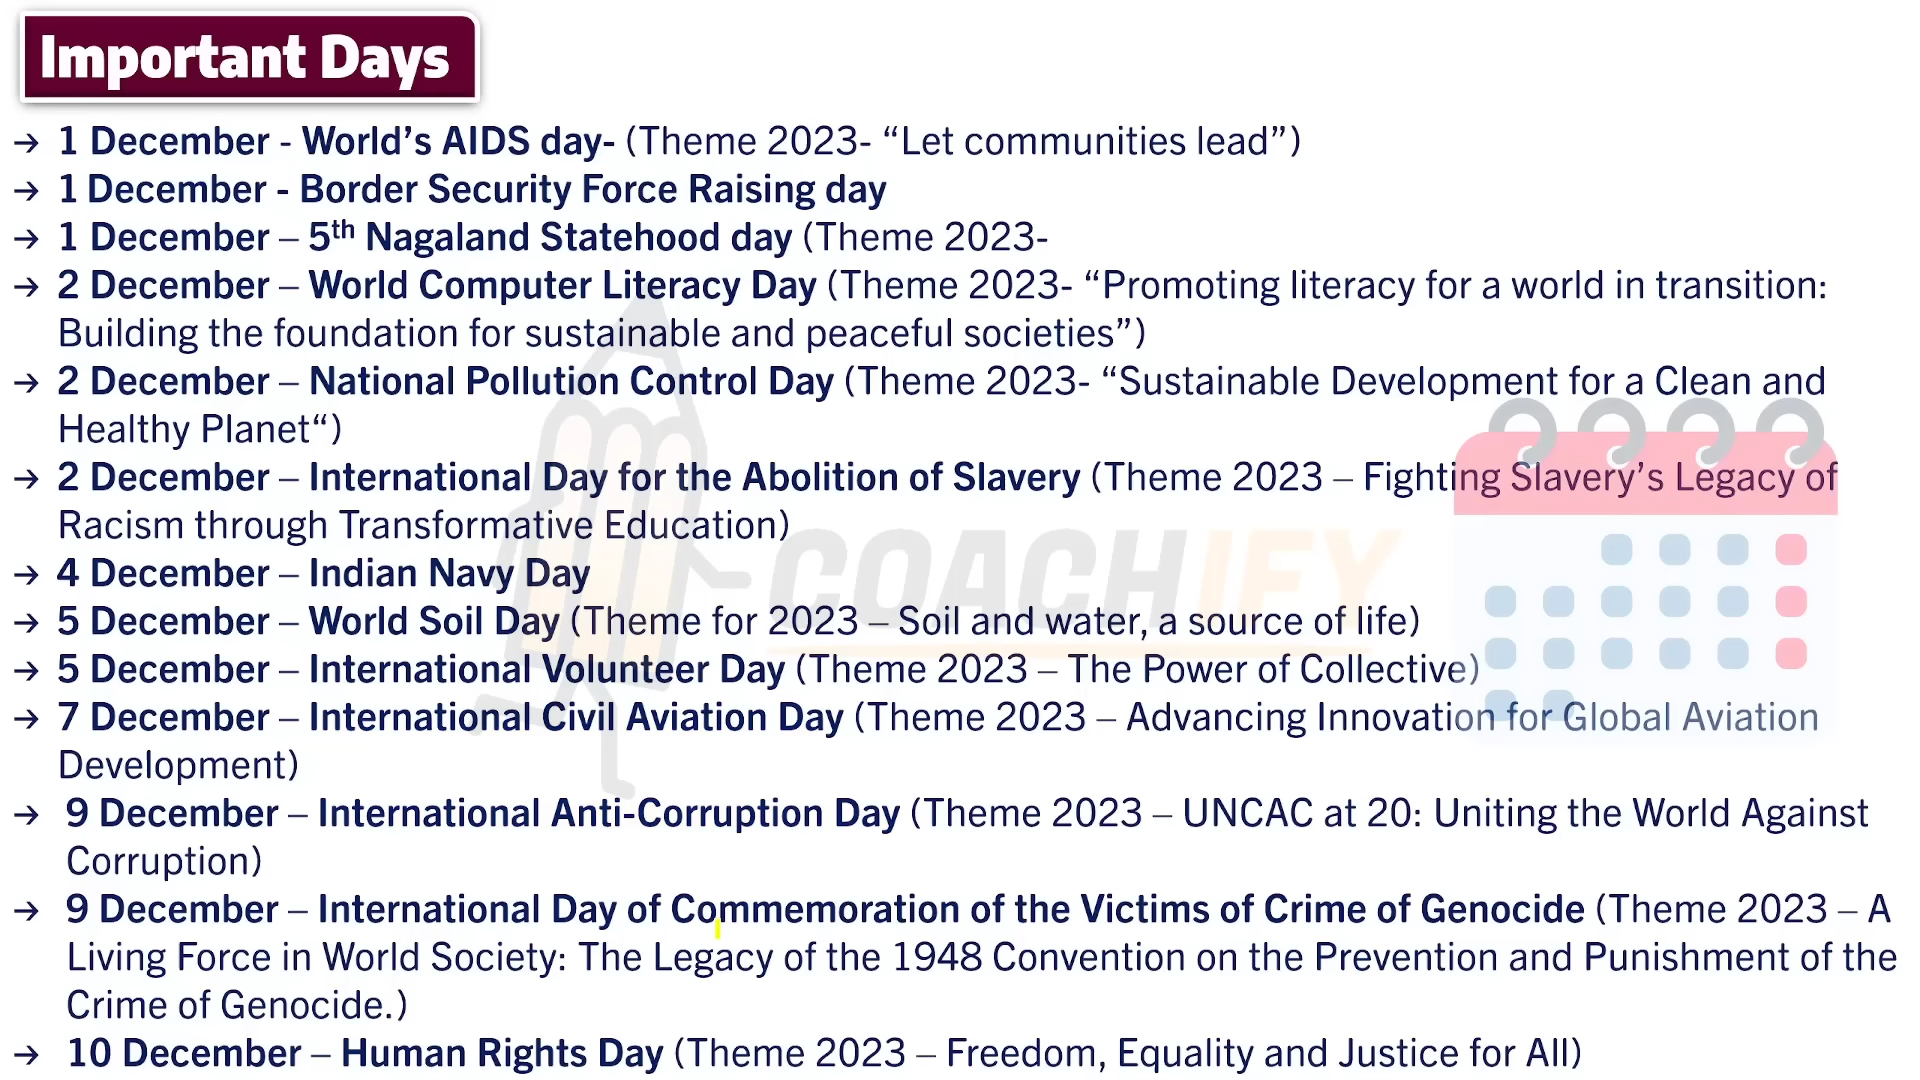 Important Days
→ 1 December - World’s AIDS day- (Theme 2023- “Let communities lead”)
→ 1 December - Border Security Force Raising day
→ 1 December – 5th Nagaland Statehood day (Theme 2023-
→ 2 December – World Computer Literacy Day (Theme 2023- “Promoting literacy for a world in transition:
Building the foundation for sustainable and peaceful societies”)
→ 2 December – National Pollution Control Day (Theme 2023- “Sustainable Development for a Clean and
Healthy Planet“)
→ 2 December – International Day for the Abolition of Slavery (Theme 2023 – Fighting Slavery’s Legacy of
Racism through Transformative Education)
→ 4 December – Indian Navy Day
COACHIFY
→ 5 December – World Soil Day (Theme for 2023 – Soil and water, a source of life)
→ 5 December – International Volunteer Day (Theme 2023 – The Power of Collective)
→ 7 December – International Civil Aviation Day (Theme 2023 – Advancing Innovation for Global Aviation
Development)
→ 9 December – International Anti-Corruption Day (Theme 2023 – UNCAC at 20: Uniting the World Against
Corruption)
→ 9 December – International Day of Commemoration of the Victims of Crime of Genocide (Theme 2023 – A
Living Force in World Society: The Legacy of the 1948 Convention on the Prevention and Punishment of the
Crime of Genocide.)
→ 10 December – Human Rights Day (Theme 2023 – Freedom, Equality and Justice for All)